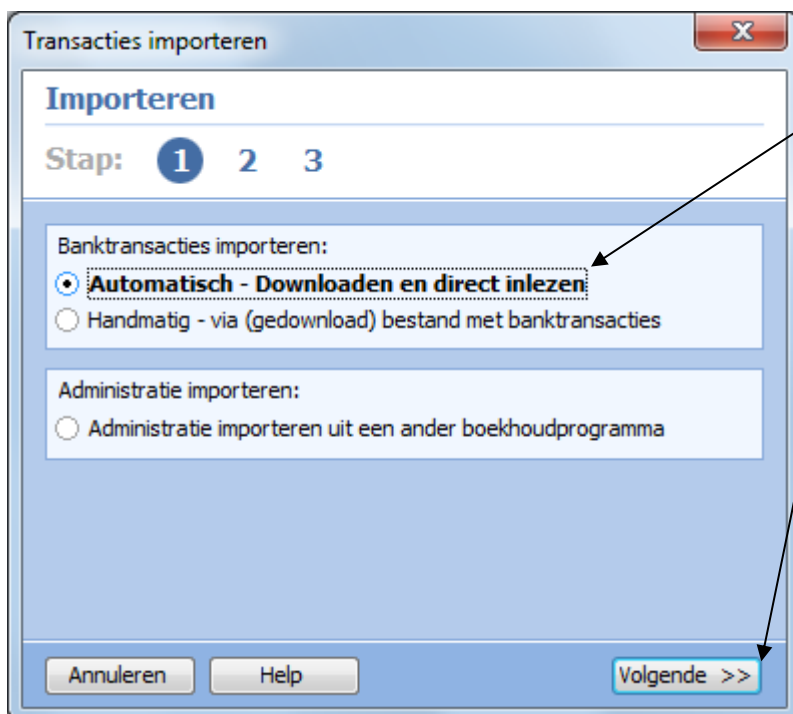 Transacties importeren
Importeren
Stap: 1 2 3
Banktransacties importeren:
Automatisch - Downloaden en direct inlezen
Handmatig - via (gedownload) bestand met banktransacties
Administratie importeren:
Administratie importeren uit een ander boekhoudprogramma
Annuleren Help Volgende >>